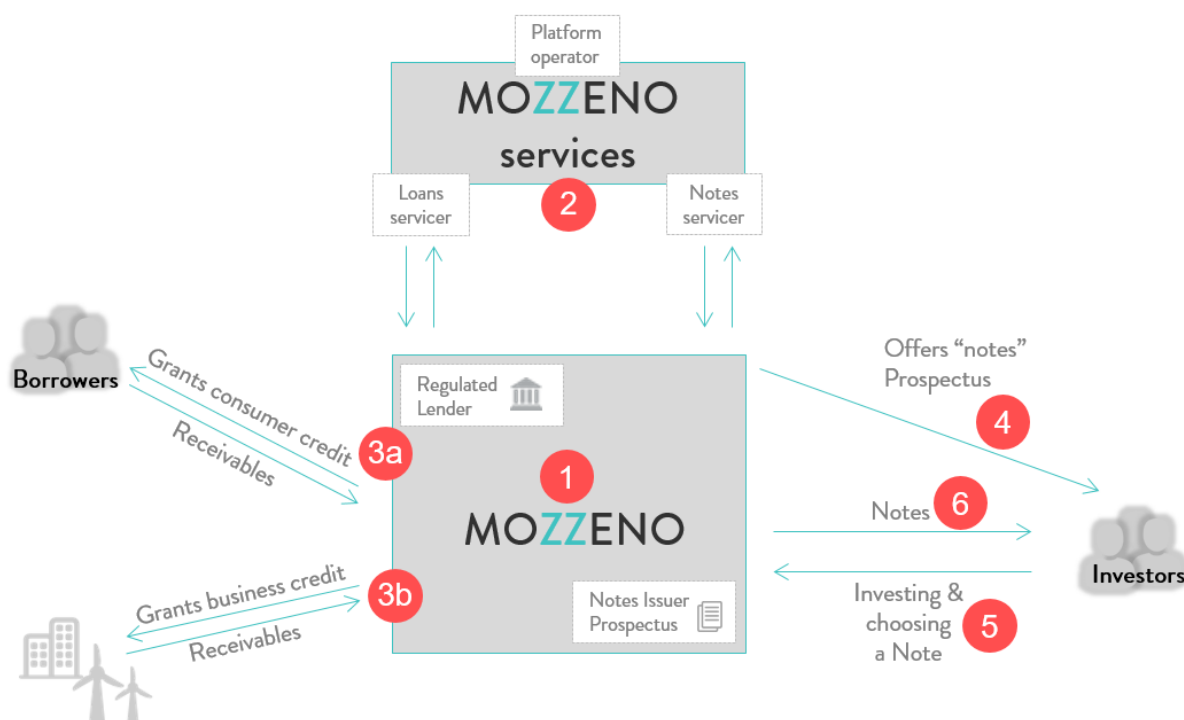 Platform
operator
MOZZENO
services
2
Loans
servicer
Notes
servicer
Borrowers
Grants consumer credit
Receivables
3a
Regulated
Lender
1
MOZZENO
Notes Issuer
Prospectus
Offers “notes”
Prospectus
4
Notes
6
Investors
Investing &
choosing
a Note
5
Grants business credit
Receivables
3b